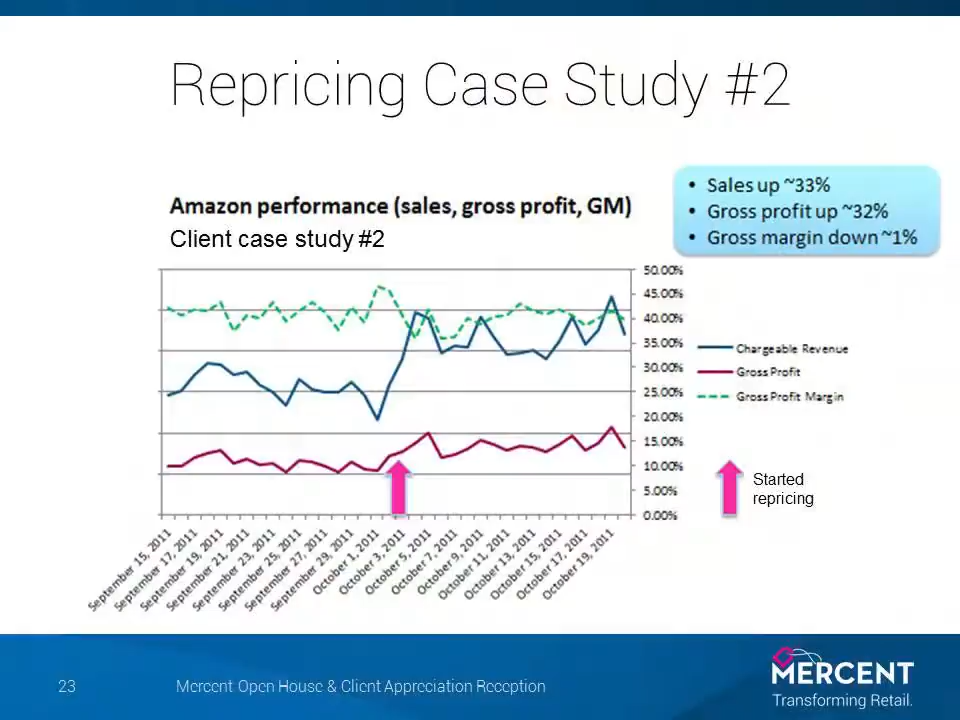 Repricing Case Study #2
• Sales up ~33%
• Gross profit up ~32%
• Gross margin down ~1%
Amazon performance (sales, gross profit, GM)
Client case study #2
50.00%
45.00%
40.00%
35.00%
30.00%
25.00%
20.00%
15.00%
10.00%
5.00%
0.00%
Chargeable Revenue
Gross Profit
Gross Profit Margin
Started
repricing
September 15, 2011
September 17, 2011
September 19, 2011
September 21, 2011
September 23, 2011
September 25, 2011
September 27, 2011
September 29, 2011
October 1, 2011
October 3, 2011
October 5, 2011
October 7, 2011
October 9, 2011
October 11, 2011
October 13, 2011
October 15, 2011
October 17, 2011
October 19, 2011
23
Mercent Open House & Client Appreciation Reception
MERCENT
Transforming Retail.